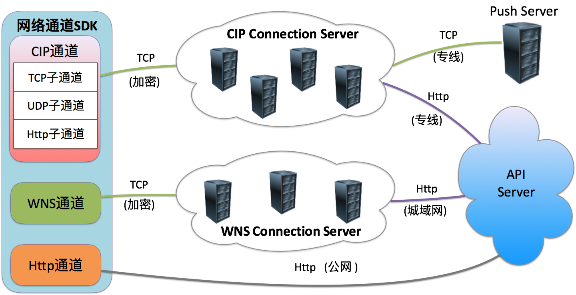 网络通道SDK
CIP通道
TCP子通道
UDP子通道
Http子通道
WNS通道
Http通道
TCP
(加密)
TCP
(加密)
CIP Connection Server
WNS Connection Server
TCP
(专线)
Http
(专线)
Http
(城域网)
Http （公网 )
Push Server
API
Server